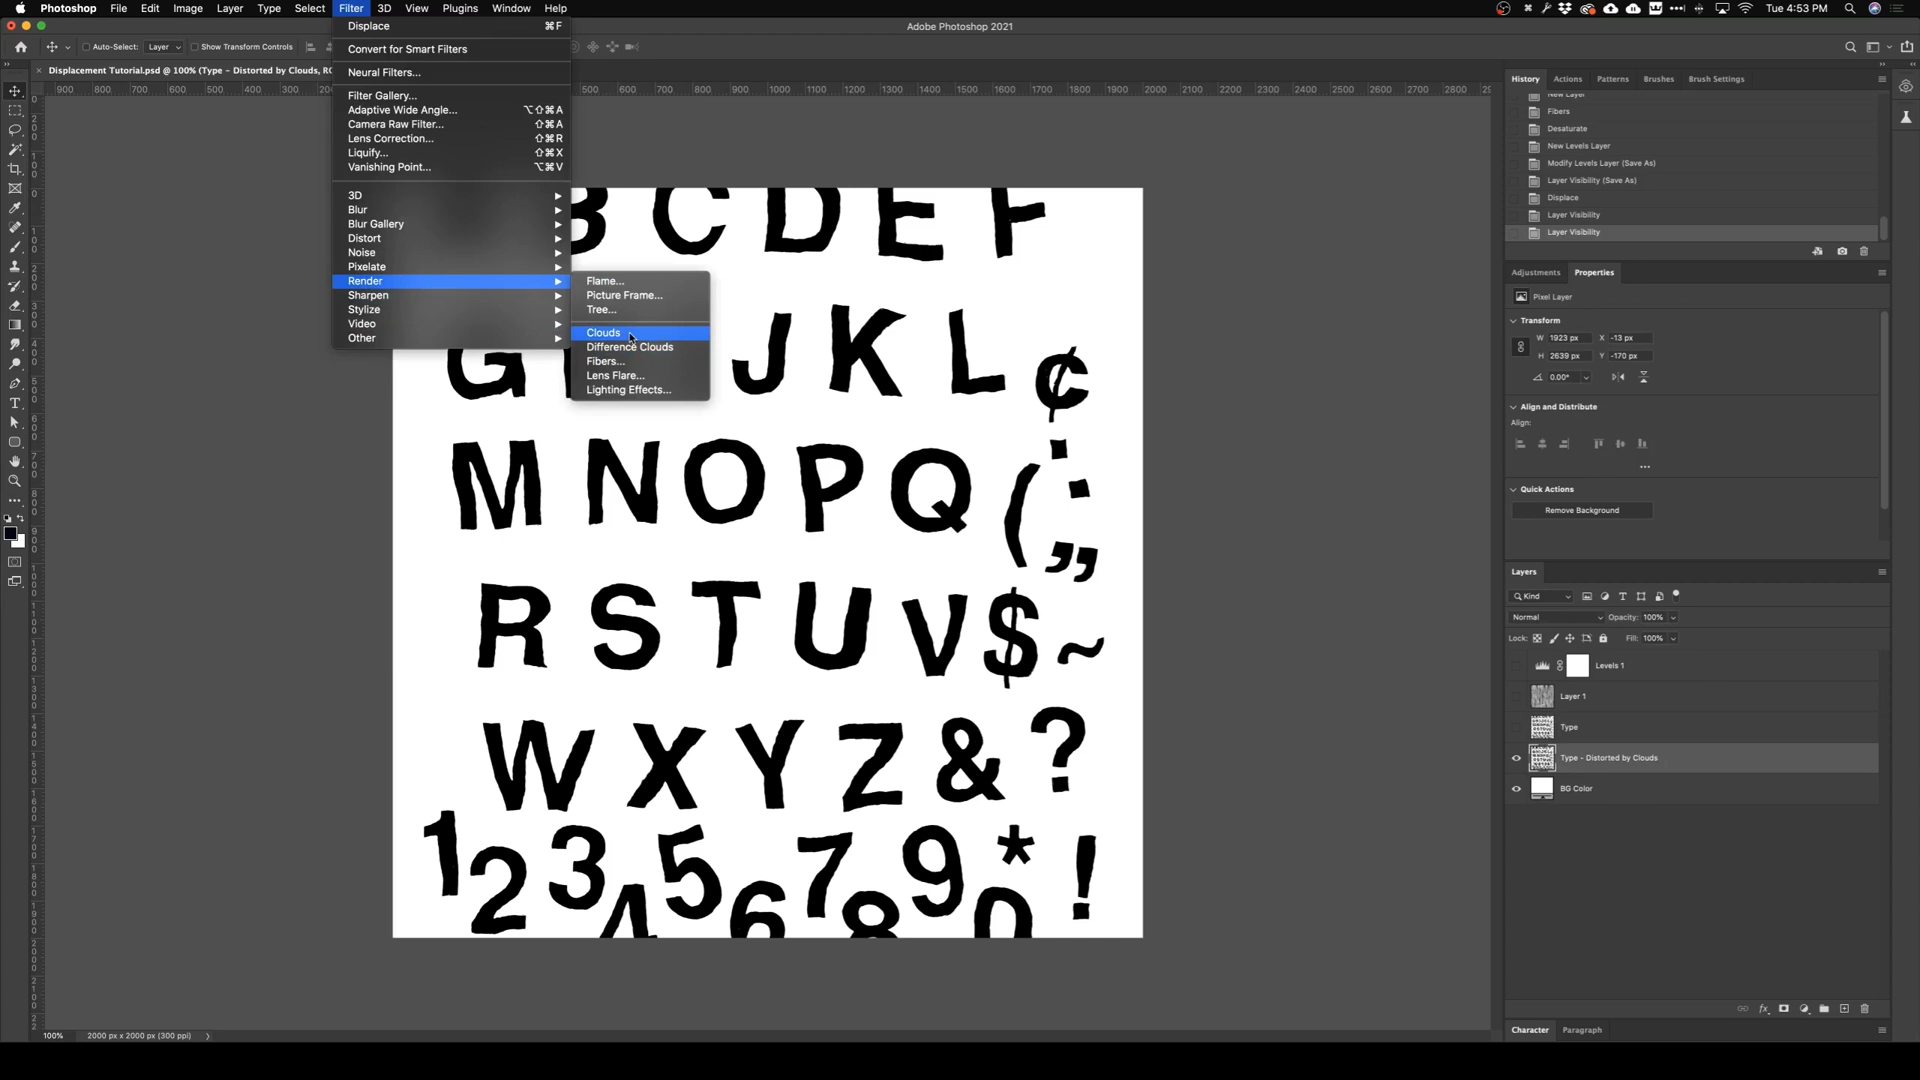 Photoshop File Edit Image Layer Type Select Filter 3D View Plugins Window Help Tue 4:53 PM
Displace ⌘F
Adobe Photoshop 2021
Auto-Select: Layer Show Transform Controls
Convert for Smart Filters
Displacement Tutorial.psd @ 100% (Type - Distorted by Clouds, RG
Neural Filters...
Filter Gallery...
Adaptive Wide Angle... ⌥⇧⌘A
Camera Raw Filter... ⇧⌘A
Lens Correction... ⇧⌘R
Liquify... ⇧⌘X
Vanishing Point... ⌥⌘V
3D
Blur
Blur Gallery
Distort
Noise
Pixelate
Render
Sharpen
Stylize
Video
Other
Flame...
Picture Frame...
Tree...
Clouds
Difference Clouds
Fibers...
Lens Flare...
Lighting Effects...
900 800 700 600 500 400 300 500 600 700 800 900 1000 1100 1200 1300 1400 1500 1600 1700 1800 1900 2000 2100 2200 2300 2400 2500 2600 2700 2800
B C D E F
G J K L ¢
M N O P Q ( : ,,
R S T U V $ ~
W X Y Z & ?
1 2 3 4 5 6 7 8 9 0 * !
100% 2000 px x 2000 px (300 ppi)
History Actions Patterns Brushes Brush Settings
New Layer
Fibers
Desaturate
New Levels Layer
Modify Levels Layer (Save As)
Layer Visibility (Save As)
Displace
Layer Visibility
Layer Visibility
Adjustments Properties
Pixel Layer
Transform
W 1923 px X -13 px
H 2639 px Y -170 px
0.00°
Align and Distribute
Align:
Quick Actions
Remove Background
Layers
Kind
Normal Opacity: 100%
Lock: Fill: 100%
Levels 1
Layer 1
Type
Type - Distorted by Clouds
BG Color
Character Paragraph